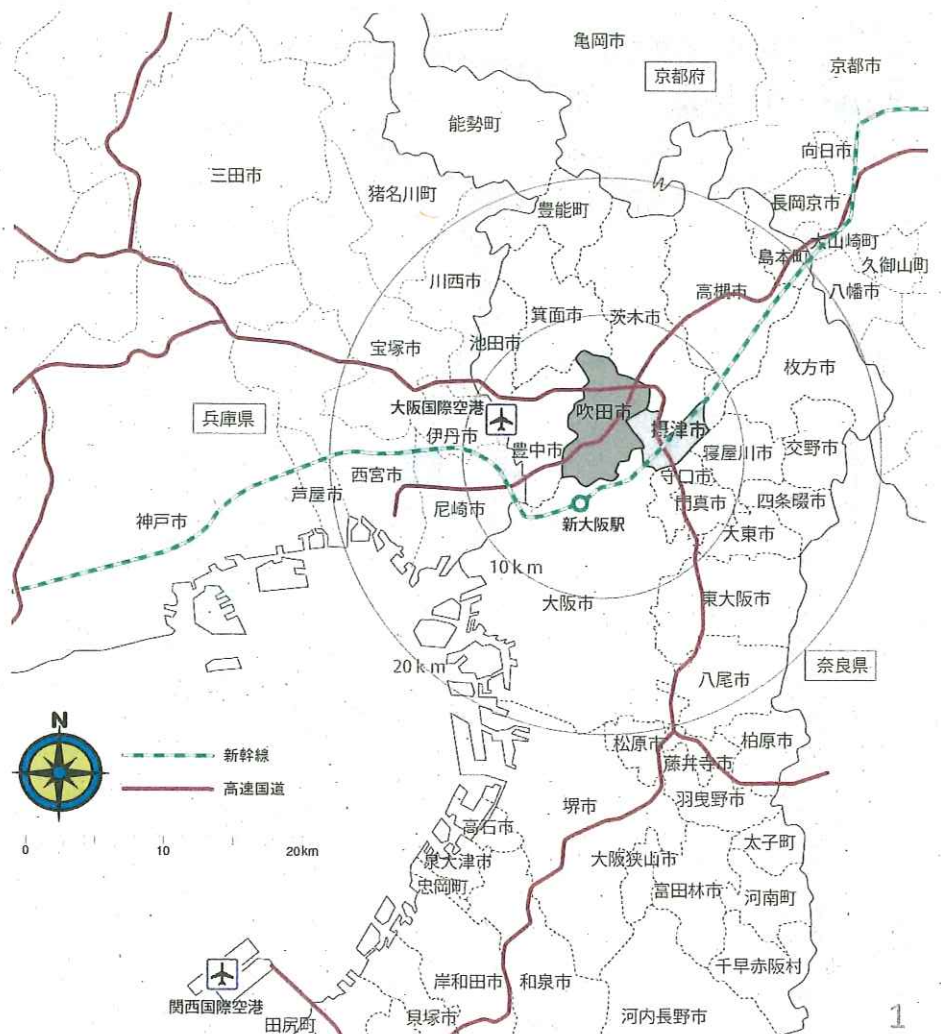 亀岡市
京都府
京都市
能勢町
向日市
三田市
猪名川町
豊能町
長岡京市
大山崎町
島本町
久御山町
川西市
高槻市
八幡市
箕面市
茨木市
宝塚市
池田市
枚方市
兵庫県
大阪国際空港
吹田市
摂津市
伊丹市
豊中市
寝屋川市
交野市
西宮市
守口市
芦屋市
尼崎市
門真市
四条畷市
神戸市
新大阪駅
大東市
10km
大阪市
東大阪市
20km
奈良県
八尾市
N
松原市
柏原市
新幹線
藤井寺市
高速国道
羽曳野市
堺市
高石市
太子町
0 10 20km
泉大津市
大阪狭山市
忠岡町
富田林市
河南町
千早赤阪村
岸和田市
和泉市
関西国際空港
田尻町
貝塚市
河内長野市
1